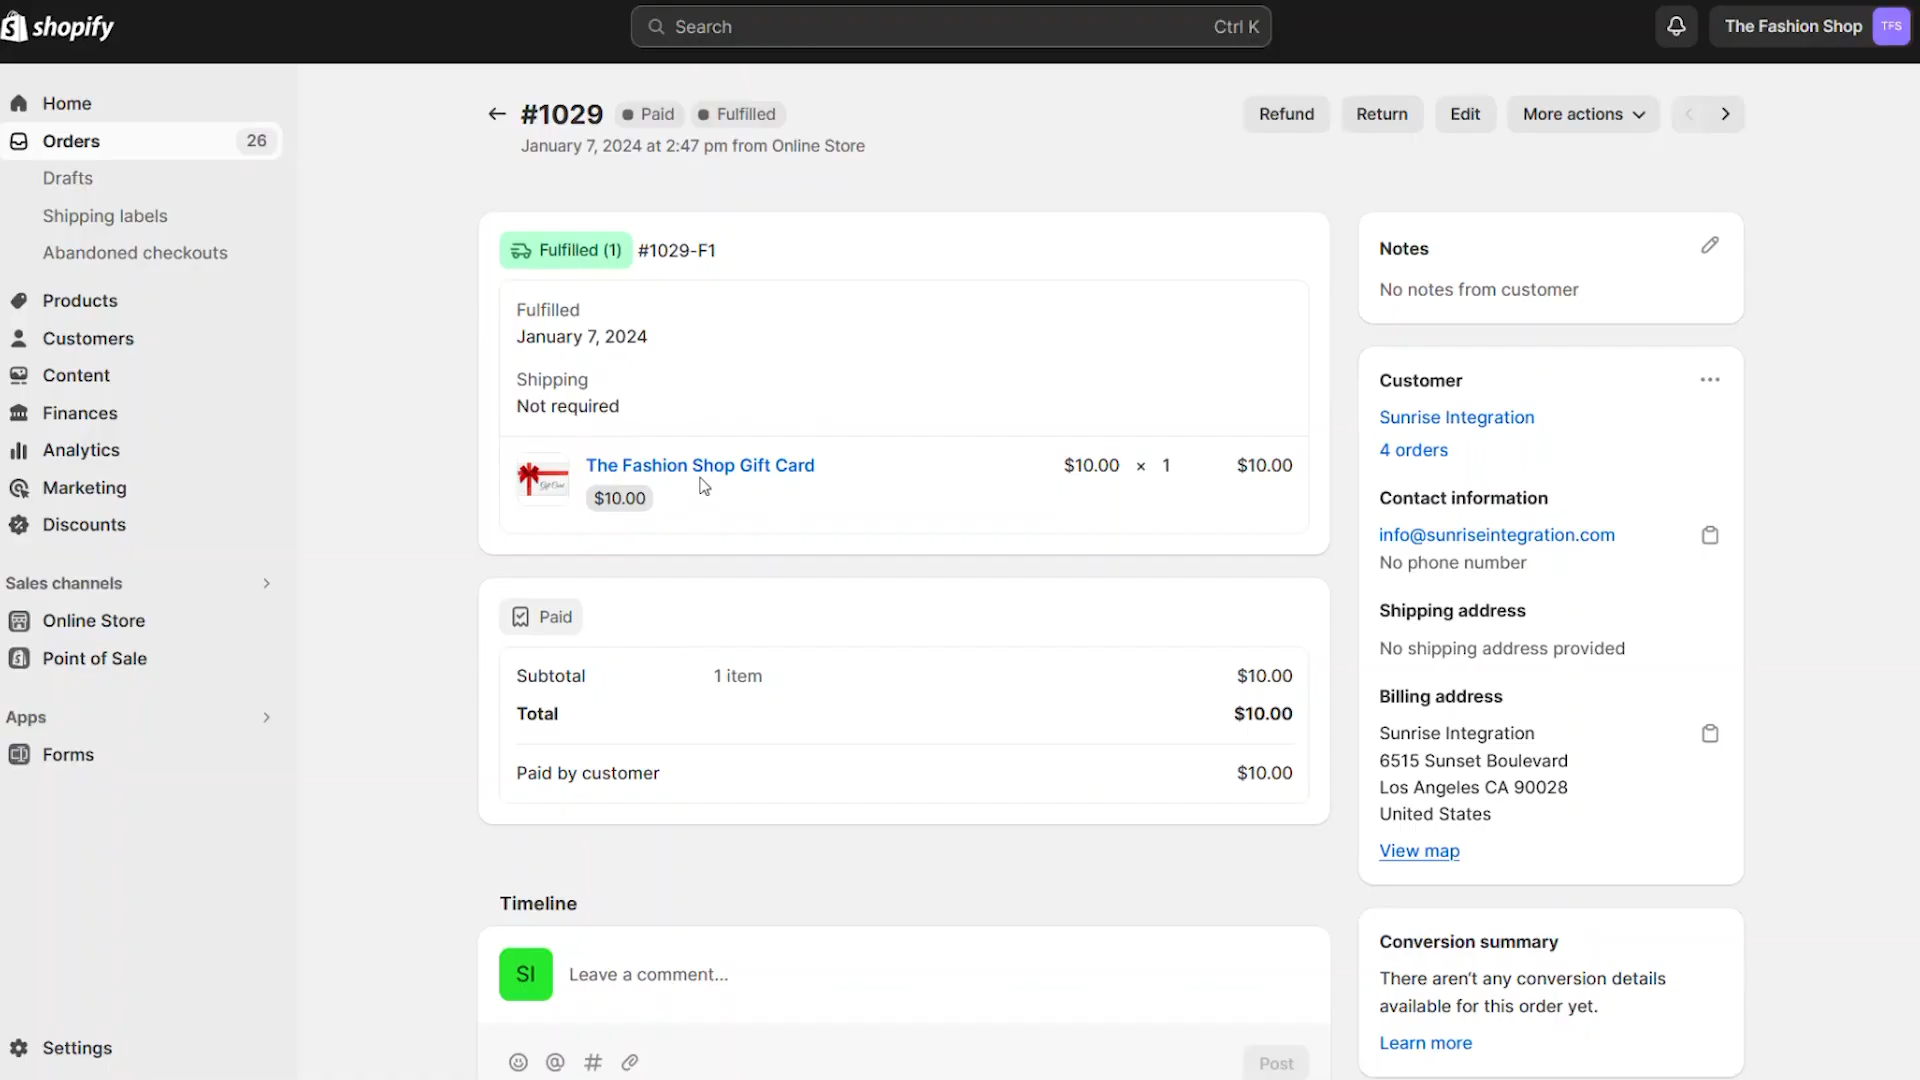 shopify
Search
Ctrl K
The Fashion Shop
TFS
Home
Orders
26
Drafts
Shipping labels
Abandoned checkouts
Products
Customers
Content
Finances
Analytics
Marketing
Discounts
Sales channels
Online Store
Point of Sale
Apps
Forms
Settings
#1029
Paid
Fulfilled
January 7, 2024 at 2:47 pm from Online Store
Refund
Return
Edit
More actions
Fulfilled (1)
#1029-F1
Fulfilled
January 7, 2024
Shipping
Not required
Gift Card
The Fashion Shop Gift Card
$10.00 × 1
$10.00
$10.00
Paid
Subtotal 1 item $10.00
Total $10.00
Paid by customer $10.00
Timeline
SI
Leave a comment...
Post
Notes
No notes from customer
Customer
Sunrise Integration
4 orders
Contact information
info@sunriseintegration.com
No phone number
Shipping address
No shipping address provided
Billing address
Sunrise Integration
6515 Sunset Boulevard
Los Angeles CA 90028
United States
View map
Conversion summary
There aren't any conversion details
available for this order yet.
Learn more